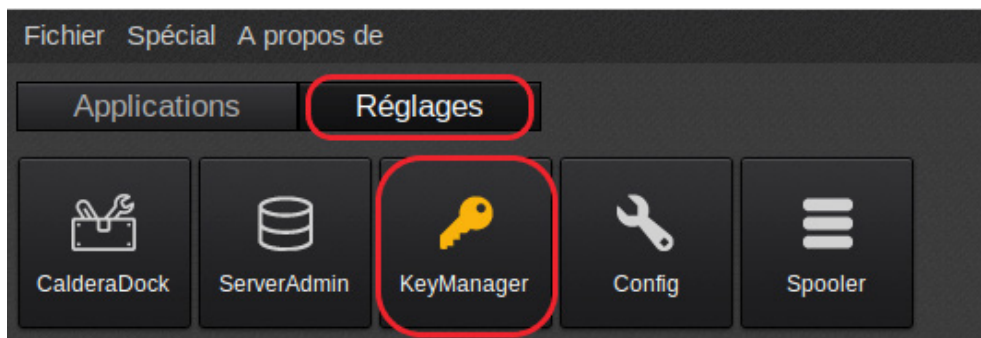 Fichier Spécial A propos de
Applications Réglages
CalderaDock ServerAdmin KeyManager Config Spooler